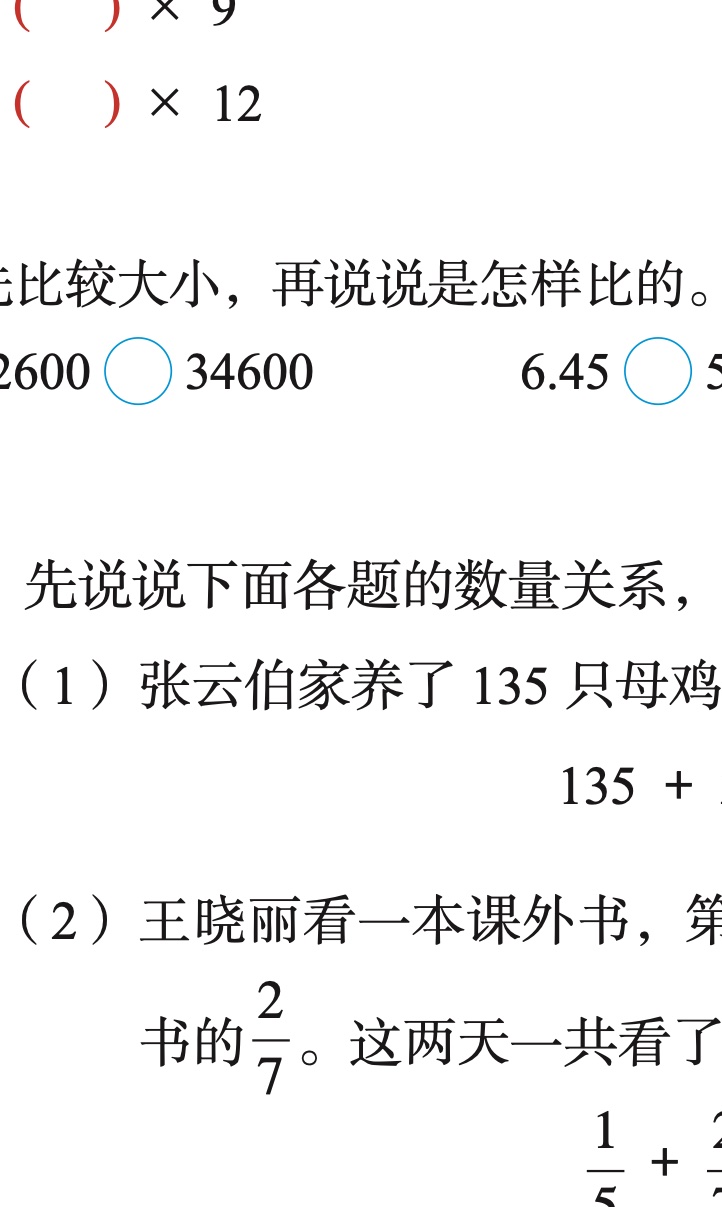 (  ) × 9
(  ) × 12
比较大小，再说说是怎样比的。
2600 ○ 34600 6.45 ○ 5
先说说下面各题的数量关系，
（1）张云伯家养了 135 只母鸡
135 +
（2）王晓丽看一本课外书，第
书的 2/7 。这两天一共看了
1/5 +